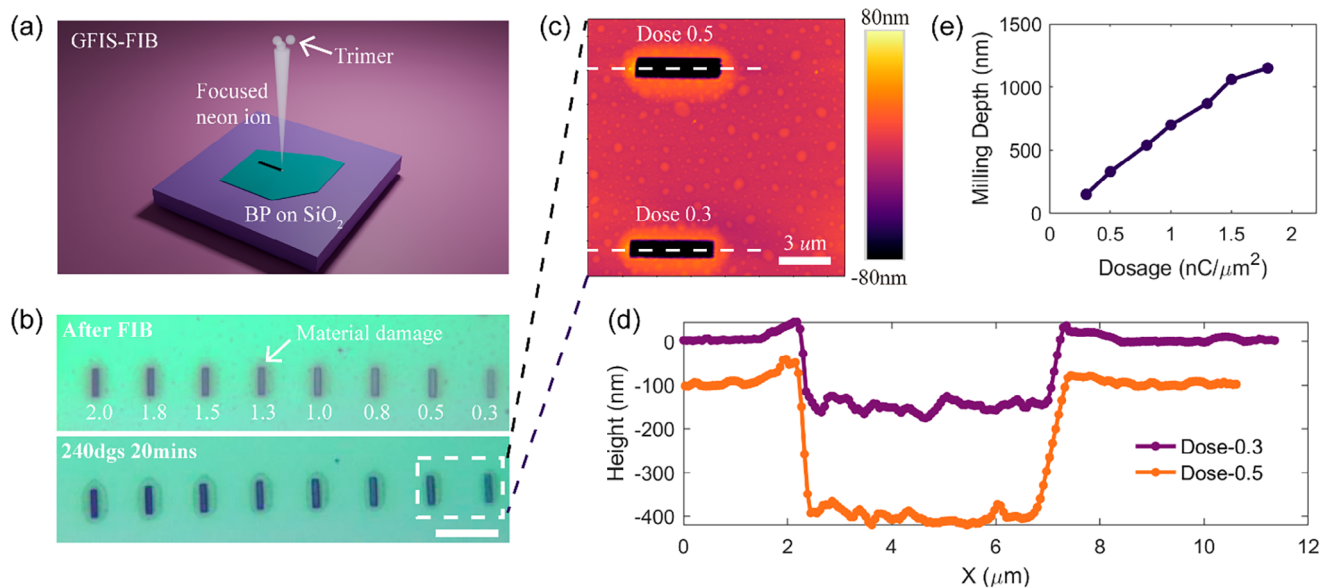 (a)
GFIS-FIB
Trimer
Focused
neon ion
BP on SiO₂
(b)
After FIB
Material damage
2.0 1.8 1.5 1.3 1.0 0.8 0.5 0.3
240dgs 20mins
(c)
Dose 0.5
Dose 0.3
3 um
80nm
-80nm
(d)
Height (nm)
0
-100
-200
-300
-400
Dose-0.3
Dose-0.5
0 2 4 6 8 10 12
X (μm)
(e)
Milling Depth (nm)
1500
1000
500
0
0 0.5 1 1.5 2
Dosage (nC/μm²)